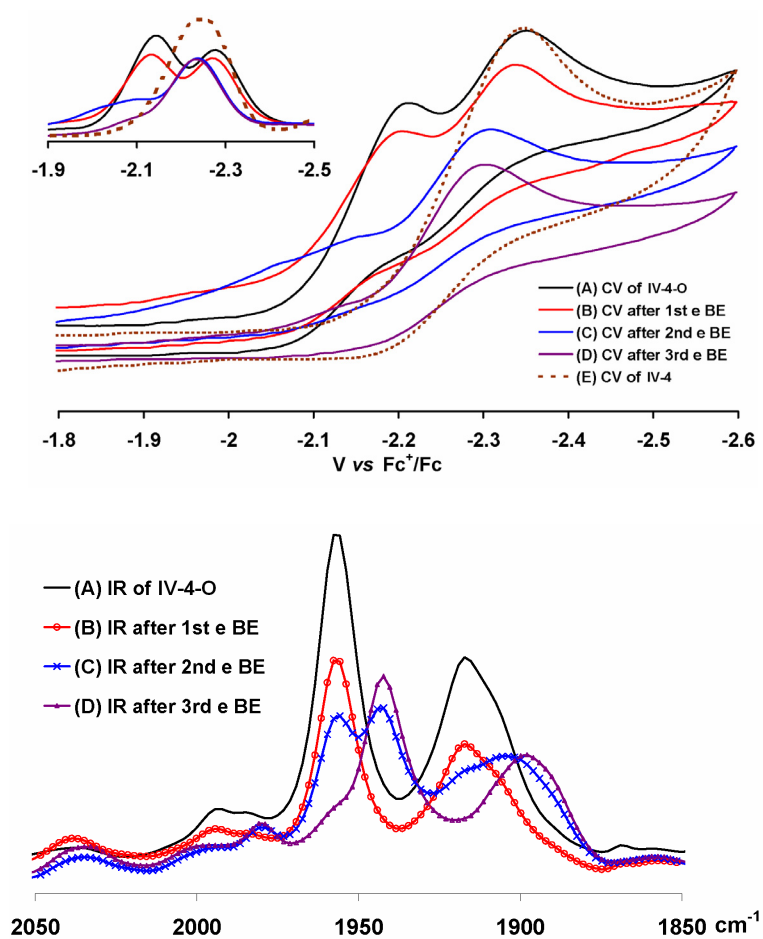 -1.9 -2.1 -2.3 -2.5
(A) CV of IV-4-O
(B) CV after 1st e BE
(C) CV after 2nd e BE
(D) CV after 3rd e BE
(E) CV of IV-4
-1.8 -1.9 -2 -2.1 -2.2 -2.3 -2.4 -2.5 -2.6
V vs Fc⁺/Fc
(A) IR of IV-4-O
(B) IR after 1st e BE
(C) IR after 2nd e BE
(D) IR after 3rd e BE
2050 2000 1950 1900 1850 cm⁻¹